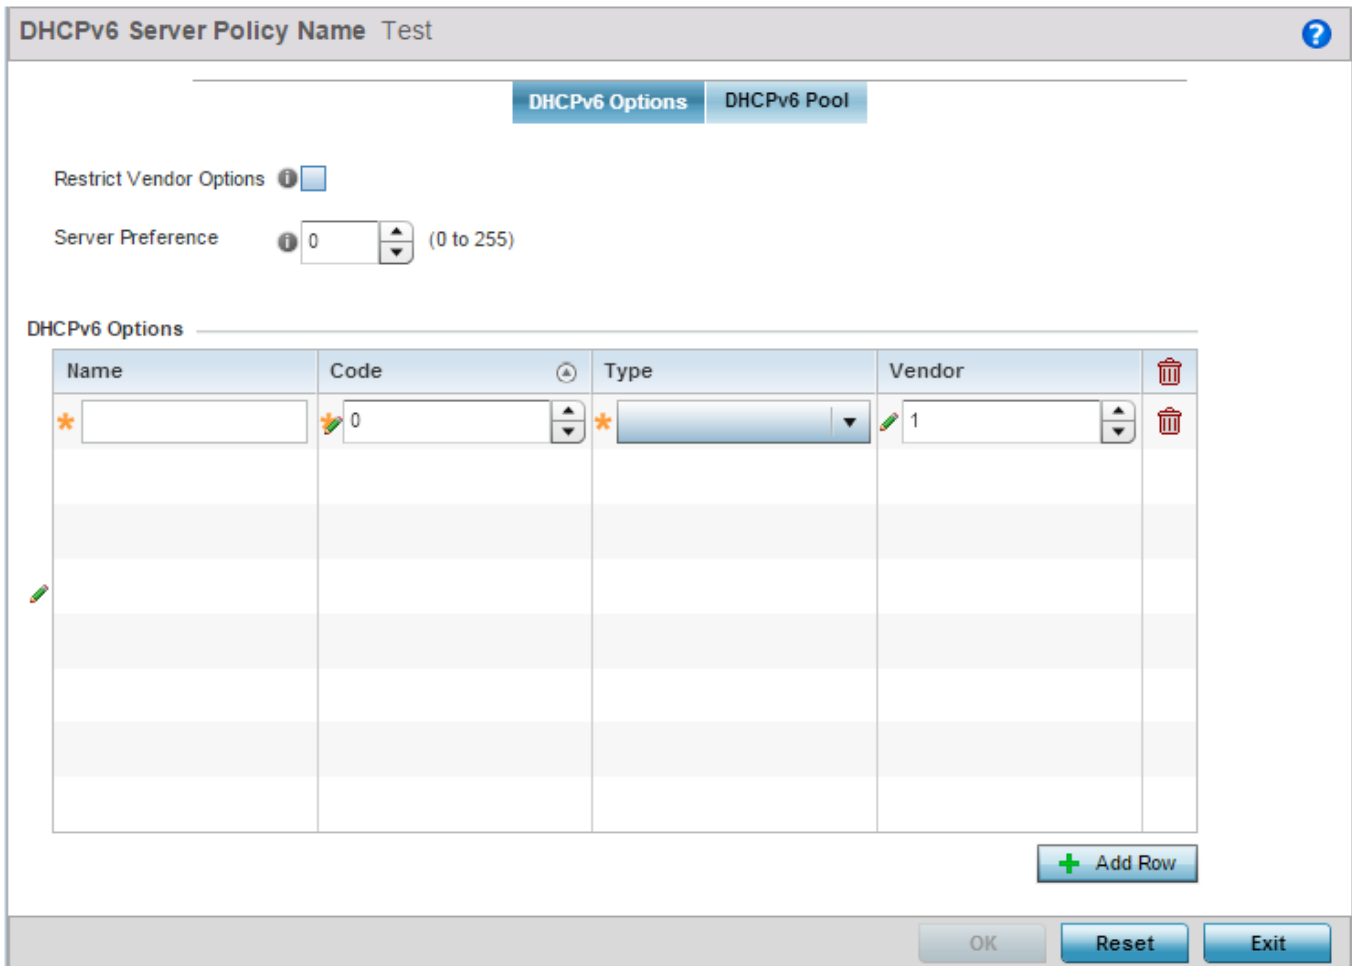 DHCPv6 Server Policy Name Test ?
DHCPv6 Options DHCPv6 Pool
Restrict Vendor Options i
Server Preference i 0 (0 to 255)
DHCPv6 Options
Name Code Type Vendor
* * 0 * 1
+ Add Row
OK Reset Exit